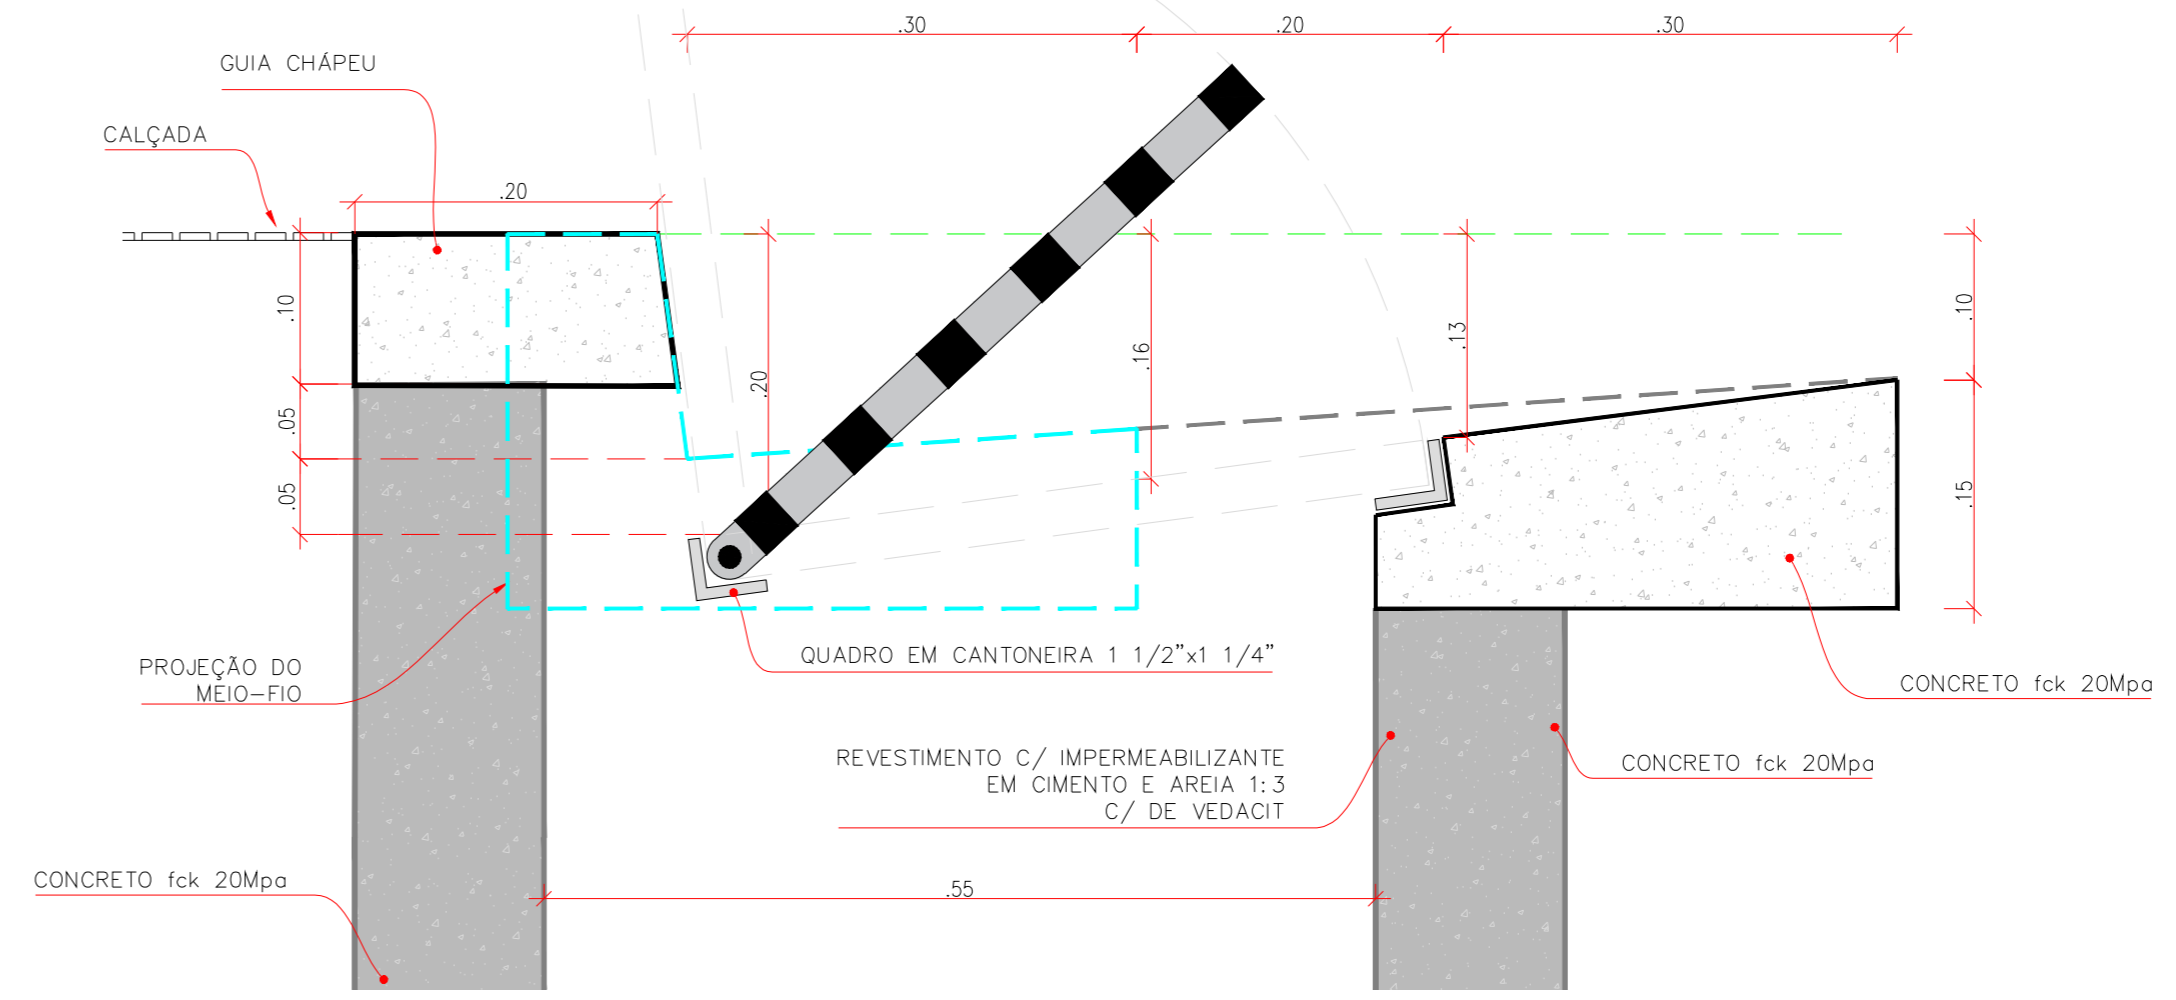 .30
.20
.30
GUIA CHÁPEU
CALÇADA
.20
.10
.05
.05
.20
.16
.13
.10
.15
QUADRO EM CANTONEIRA 1 1/2”x1 1/4”
PROJEÇÃO DO
MEIO-FIO
CONCRETO fck 20Mpa
REVESTIMENTO C/ IMPERMEABILIZANTE
EM CIMENTO E AREIA 1:3
C/ DE VEDACIT
CONCRETO fck 20Mpa
CONCRETO fck 20Mpa
.55